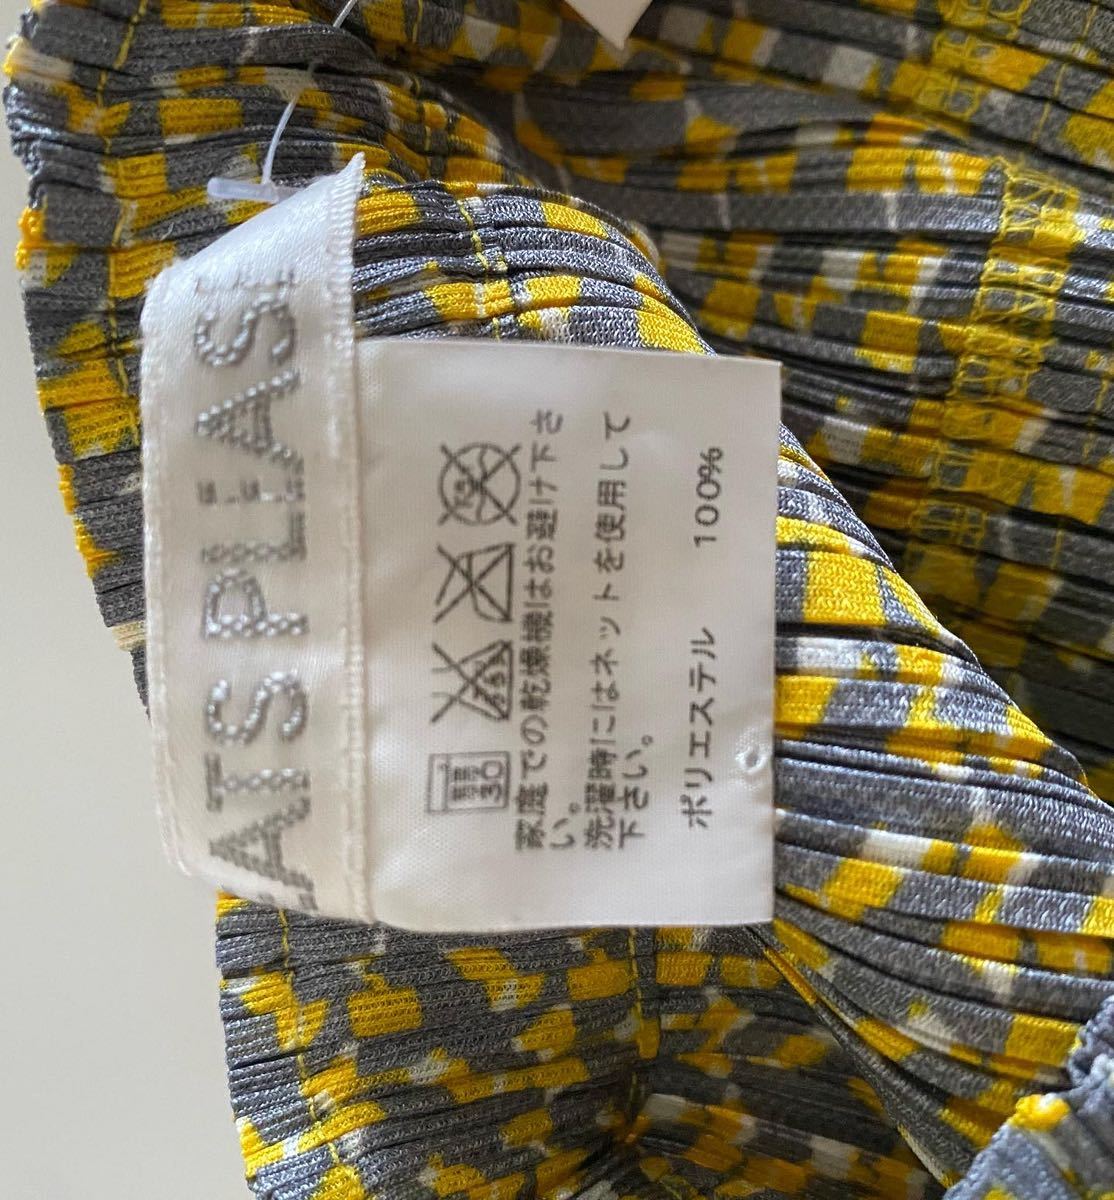 ATS PLAS
30
家庭での乾燥機はお避け下さ
い。
洗濯時にはネットを使用して
下さい。
ポリエステル 100%